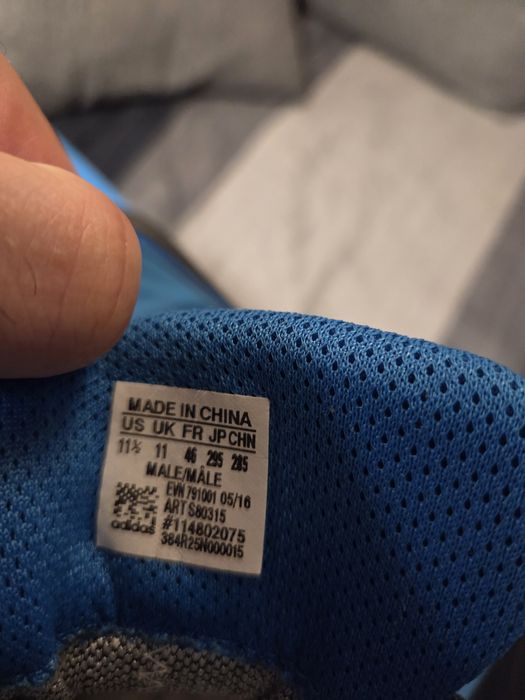 MADE IN CHINA
US UK FR JP CHN
11½ 11 46 295 285
MALE/MÂLE
EVN 791001 05/16
ART S80315
#114802075
adidas
384R25N000015